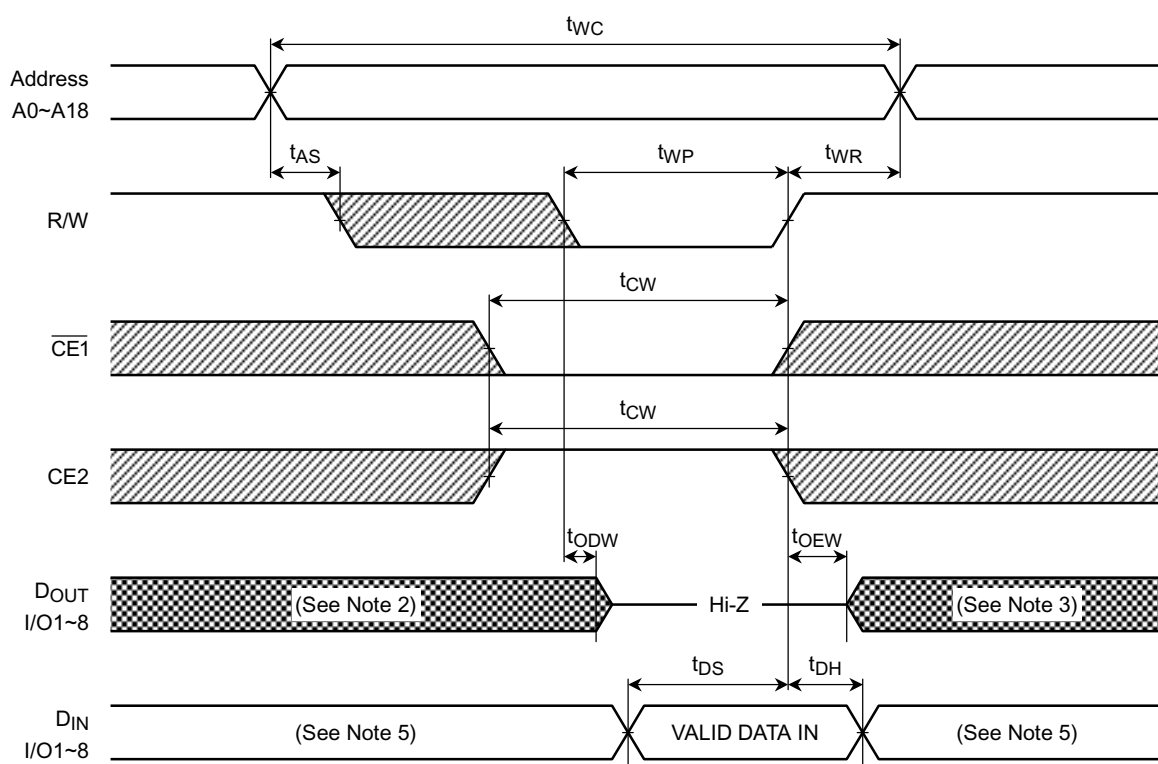 tWC
Address
A0~A18
tAS
tWP
tWR
R/W
tCW
CE1
tCW
CE2
tODW
tOEW
DOUT
I/O1~8
(See Note 2)
Hi-Z
(See Note 3)
tDS
tDH
DIN
I/O1~8
(See Note 5)
VALID DATA IN
(See Note 5)